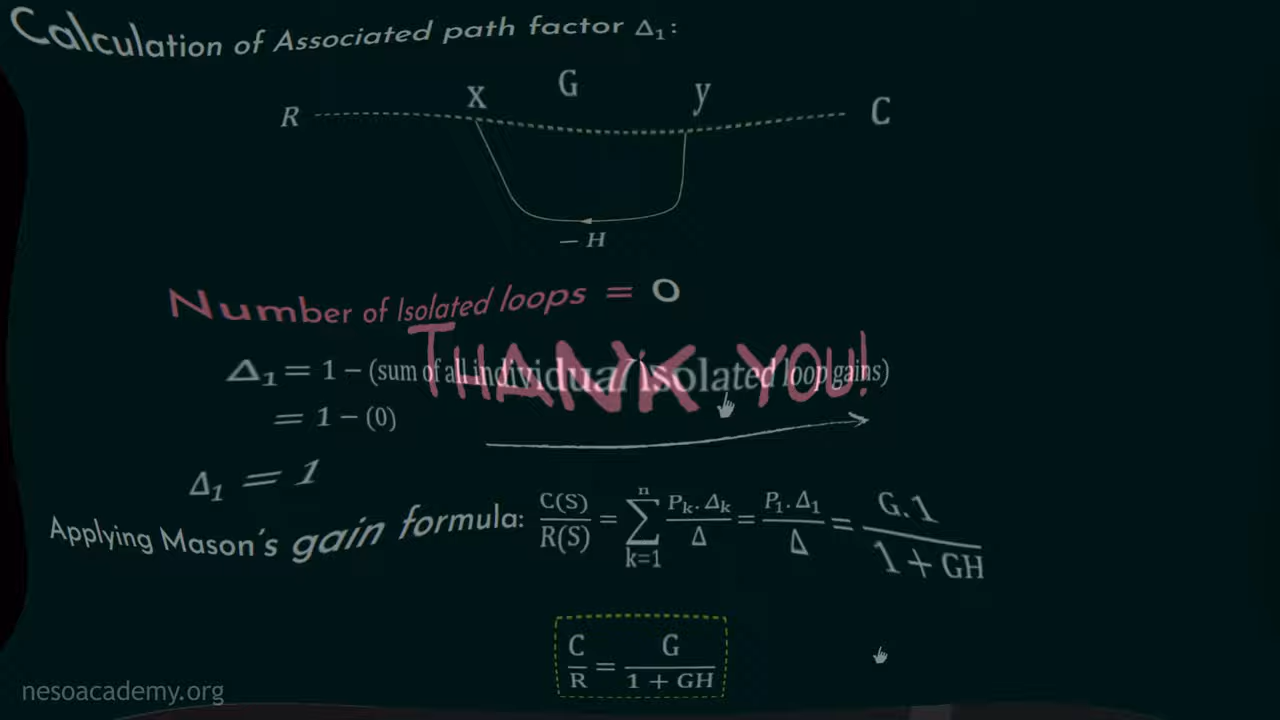 Calculation of Associated path factor Δ₁:
R x G y C
− H
Number of Isolated loops = 0
Δ₁ = 1 − (sum of all individual isolated loop gains)
THANK YOU!
= 1 − (0)
Δ₁ = 1
Applying Mason's gain formula: C(S)/R(S) = n∑k=1 Pk.Δk/Δ = P₁.Δ₁/Δ = G.1/1 + GH
C/R = G/1 + GH
nesoacademy.org